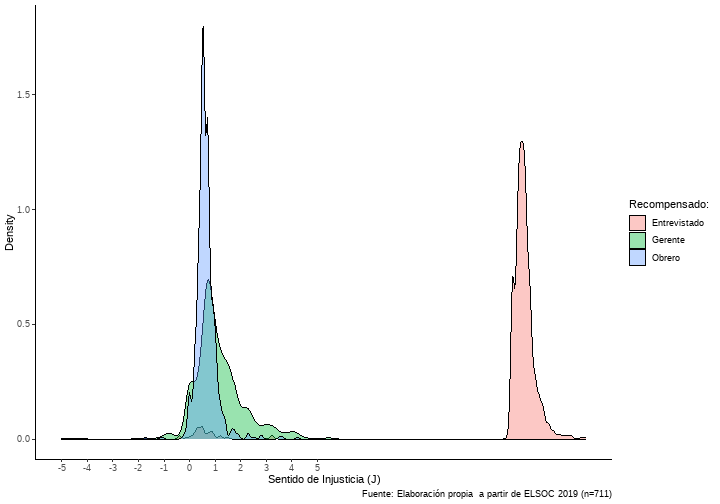 1.5
1.0
0.5
0.0
Density
-5 -4 -3 -2 -1 0 1 2 3 4 5
Sentido de Injusticia (J)
Fuente: Elaboración propia  a partir de ELSOC 2019 (n=711)
Recompensado:
Entrevistado
Gerente
Obrero